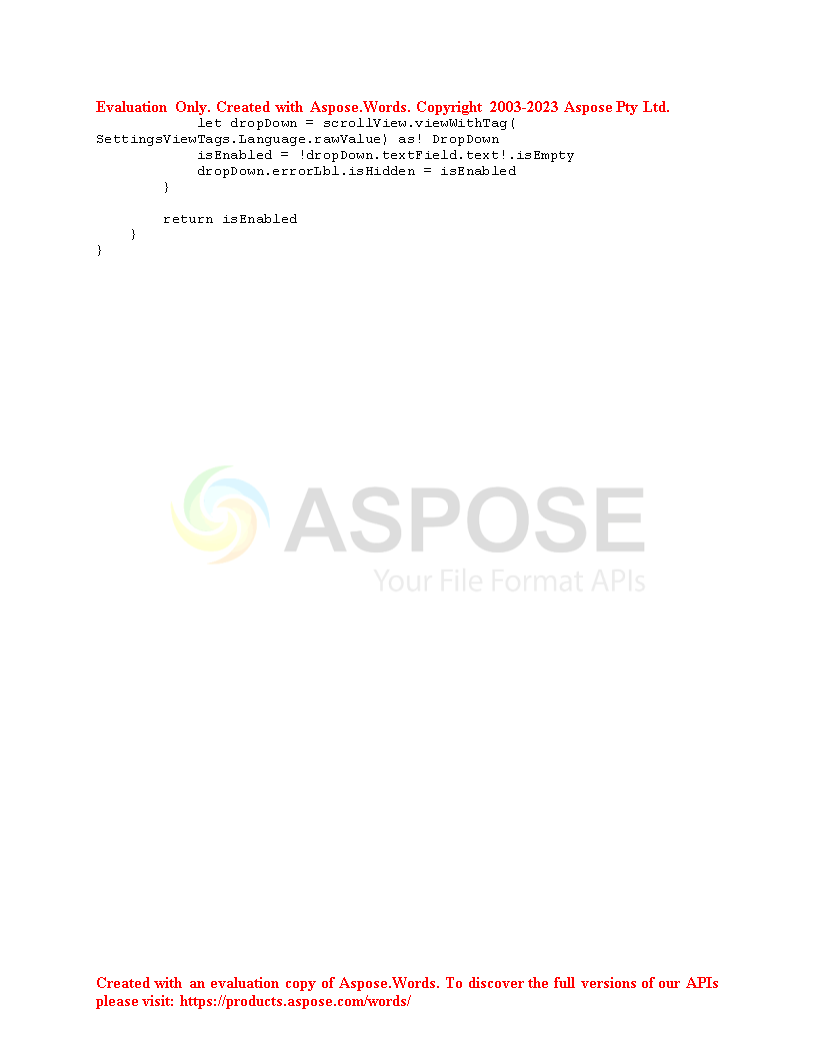 Evaluation Only. Created with Aspose.Words. Copyright 2003-2023 Aspose Pty Ltd.
            let dropDown = scrollView.viewWithTag(
SettingsViewTags.Language.rawValue) as! DropDown
            isEnabled = !dropDown.textField.text!.isEmpty
            dropDown.errorLbl.isHidden = isEnabled
        }

        return isEnabled
    }
}
ASPOSE
Your File Format APIs
Created with an evaluation copy of Aspose.Words. To discover the full versions of our APIs
please visit: https://products.aspose.com/words/